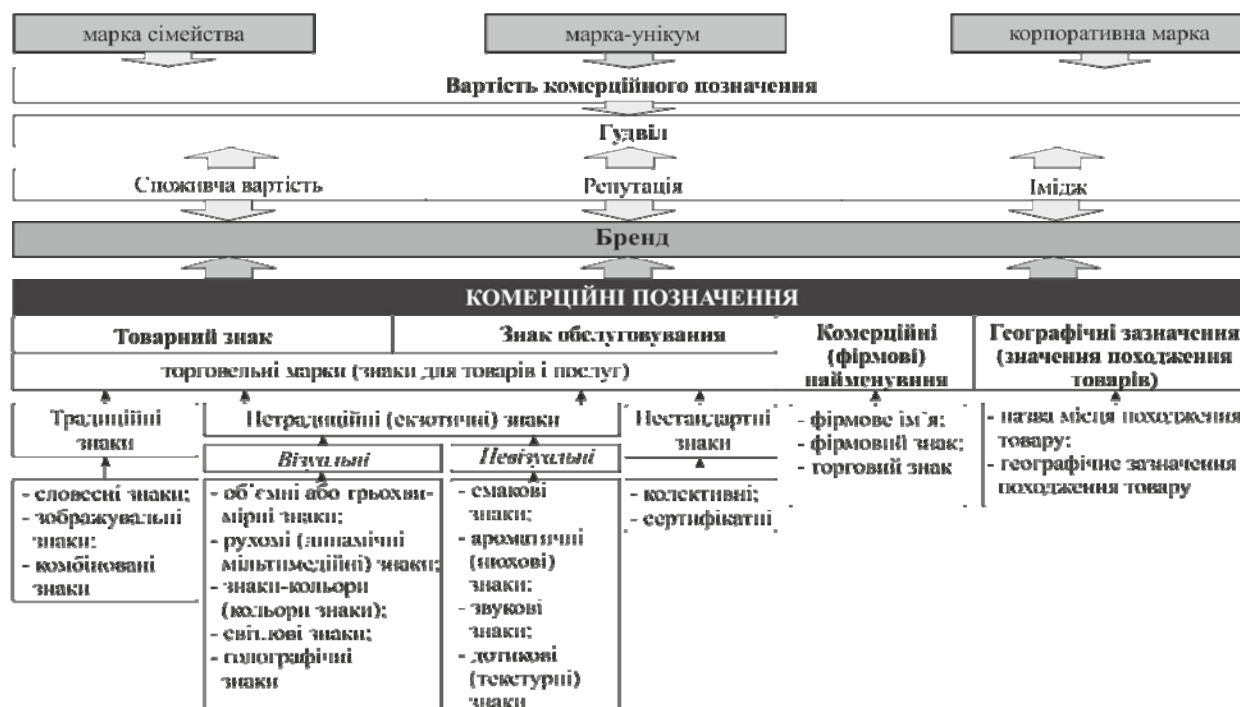 марка сімейства
марка-унікум
корпоративна марка
Вартість комерційного позначення
Гудвіл
Споживча вартість
Репутація
Імідж
Бренд
КОМЕРЦІЙНІ ПОЗНАЧЕННЯ
Товарний знак
Знак обслуговування
торговельні марки (знаки для товарів і послуг)
Комерційні
(фірмові)
найменувння
Географічні зазначення
(значення походження
товарів)
Традиційні
знаки
Нетрадиційні (екзотичні) знаки
Нестандартні
знаки
- фірмове ім`я;
- фірмовий знак;
- торговий знак
- назва місця походження
товару;
- географічне зазначення
походження товару
Візуальні
Невізуальні
- словесні знаки;
- зображувальні
знаки;
- комбіновані
знаки
- об`ємні або трьохви-
мірні знаки;
- рухомі (динамічні
мільтимедійні) знаки;
- знаки-кольори
(кольори знаки);
- світлові знаки;
- голографічні
знаки
- смакові
знаки;
- ароматичні
(нюхові)
знаки;
- звукові
знаки;
- дотикові
(текстурні)
знаки
- колективні;
- сертифікатні